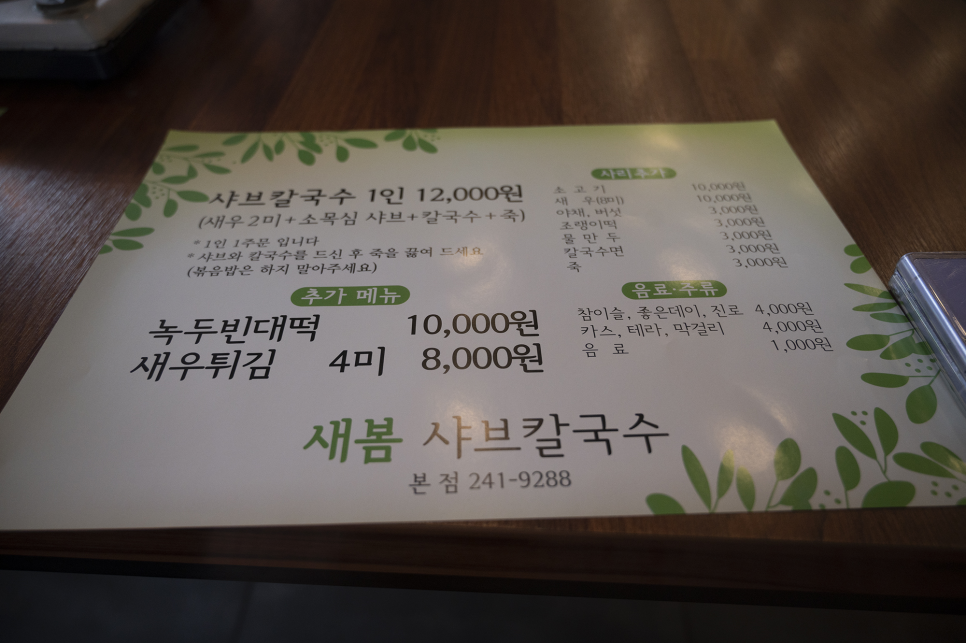 샤브칼국수 1인 12,000원
(새우2미+소목심 샤브+칼국수+죽)
* 1인 1주문 입니다
* 샤브와 칼국수를 드신 후 죽을 끓여 드세요
(볶음밥은 하지 말아주세요)
추가 메뉴
녹두빈대떡 10,000원
새우튀김 4미 8,000원
사리추가
소 고 기 10,000원
새 우(8미) 10,000원
야채, 버섯 3,000원
조랭이떡 3,000원
물 만 두 3,000원
칼국수면 3,000원
죽 3,000원
음료·주류
참이슬, 좋은데이, 진로 4,000원
카스, 테라, 막걸리 4,000원
음 료 1,000원
새봄 샤브칼국수
본 점 241-9288